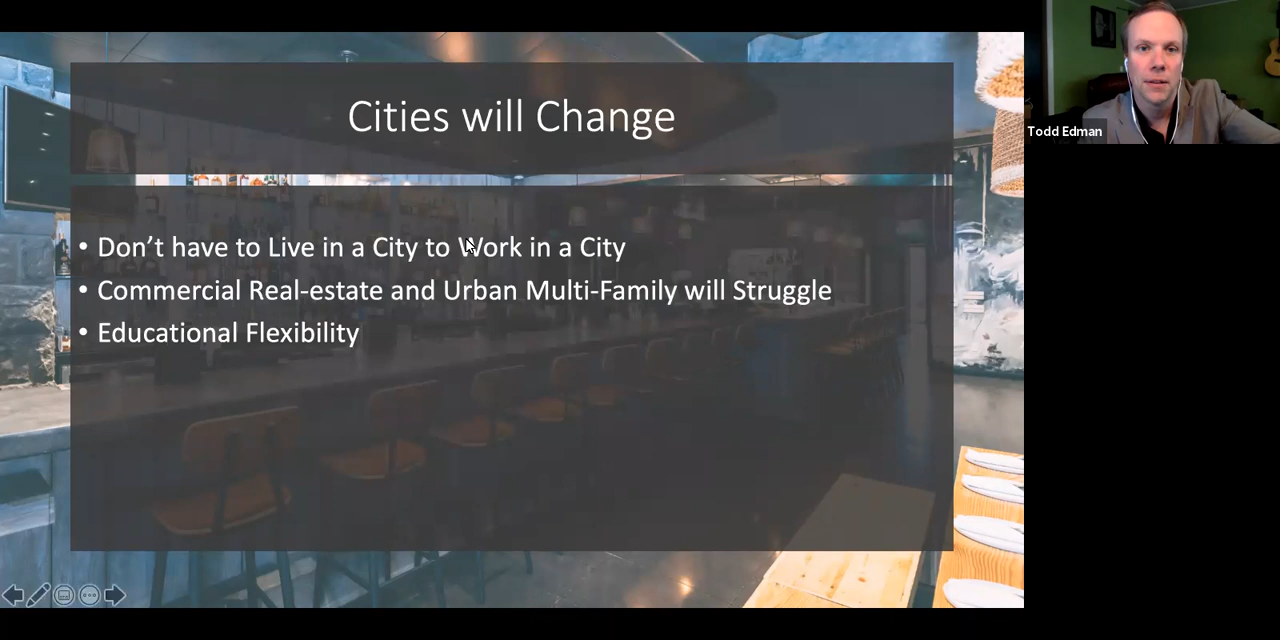 Cities will Change
• Don’t have to Live in a City to Work in a City
• Commercial Real-estate and Urban Multi-Family will Struggle
• Educational Flexibility
Todd Edman